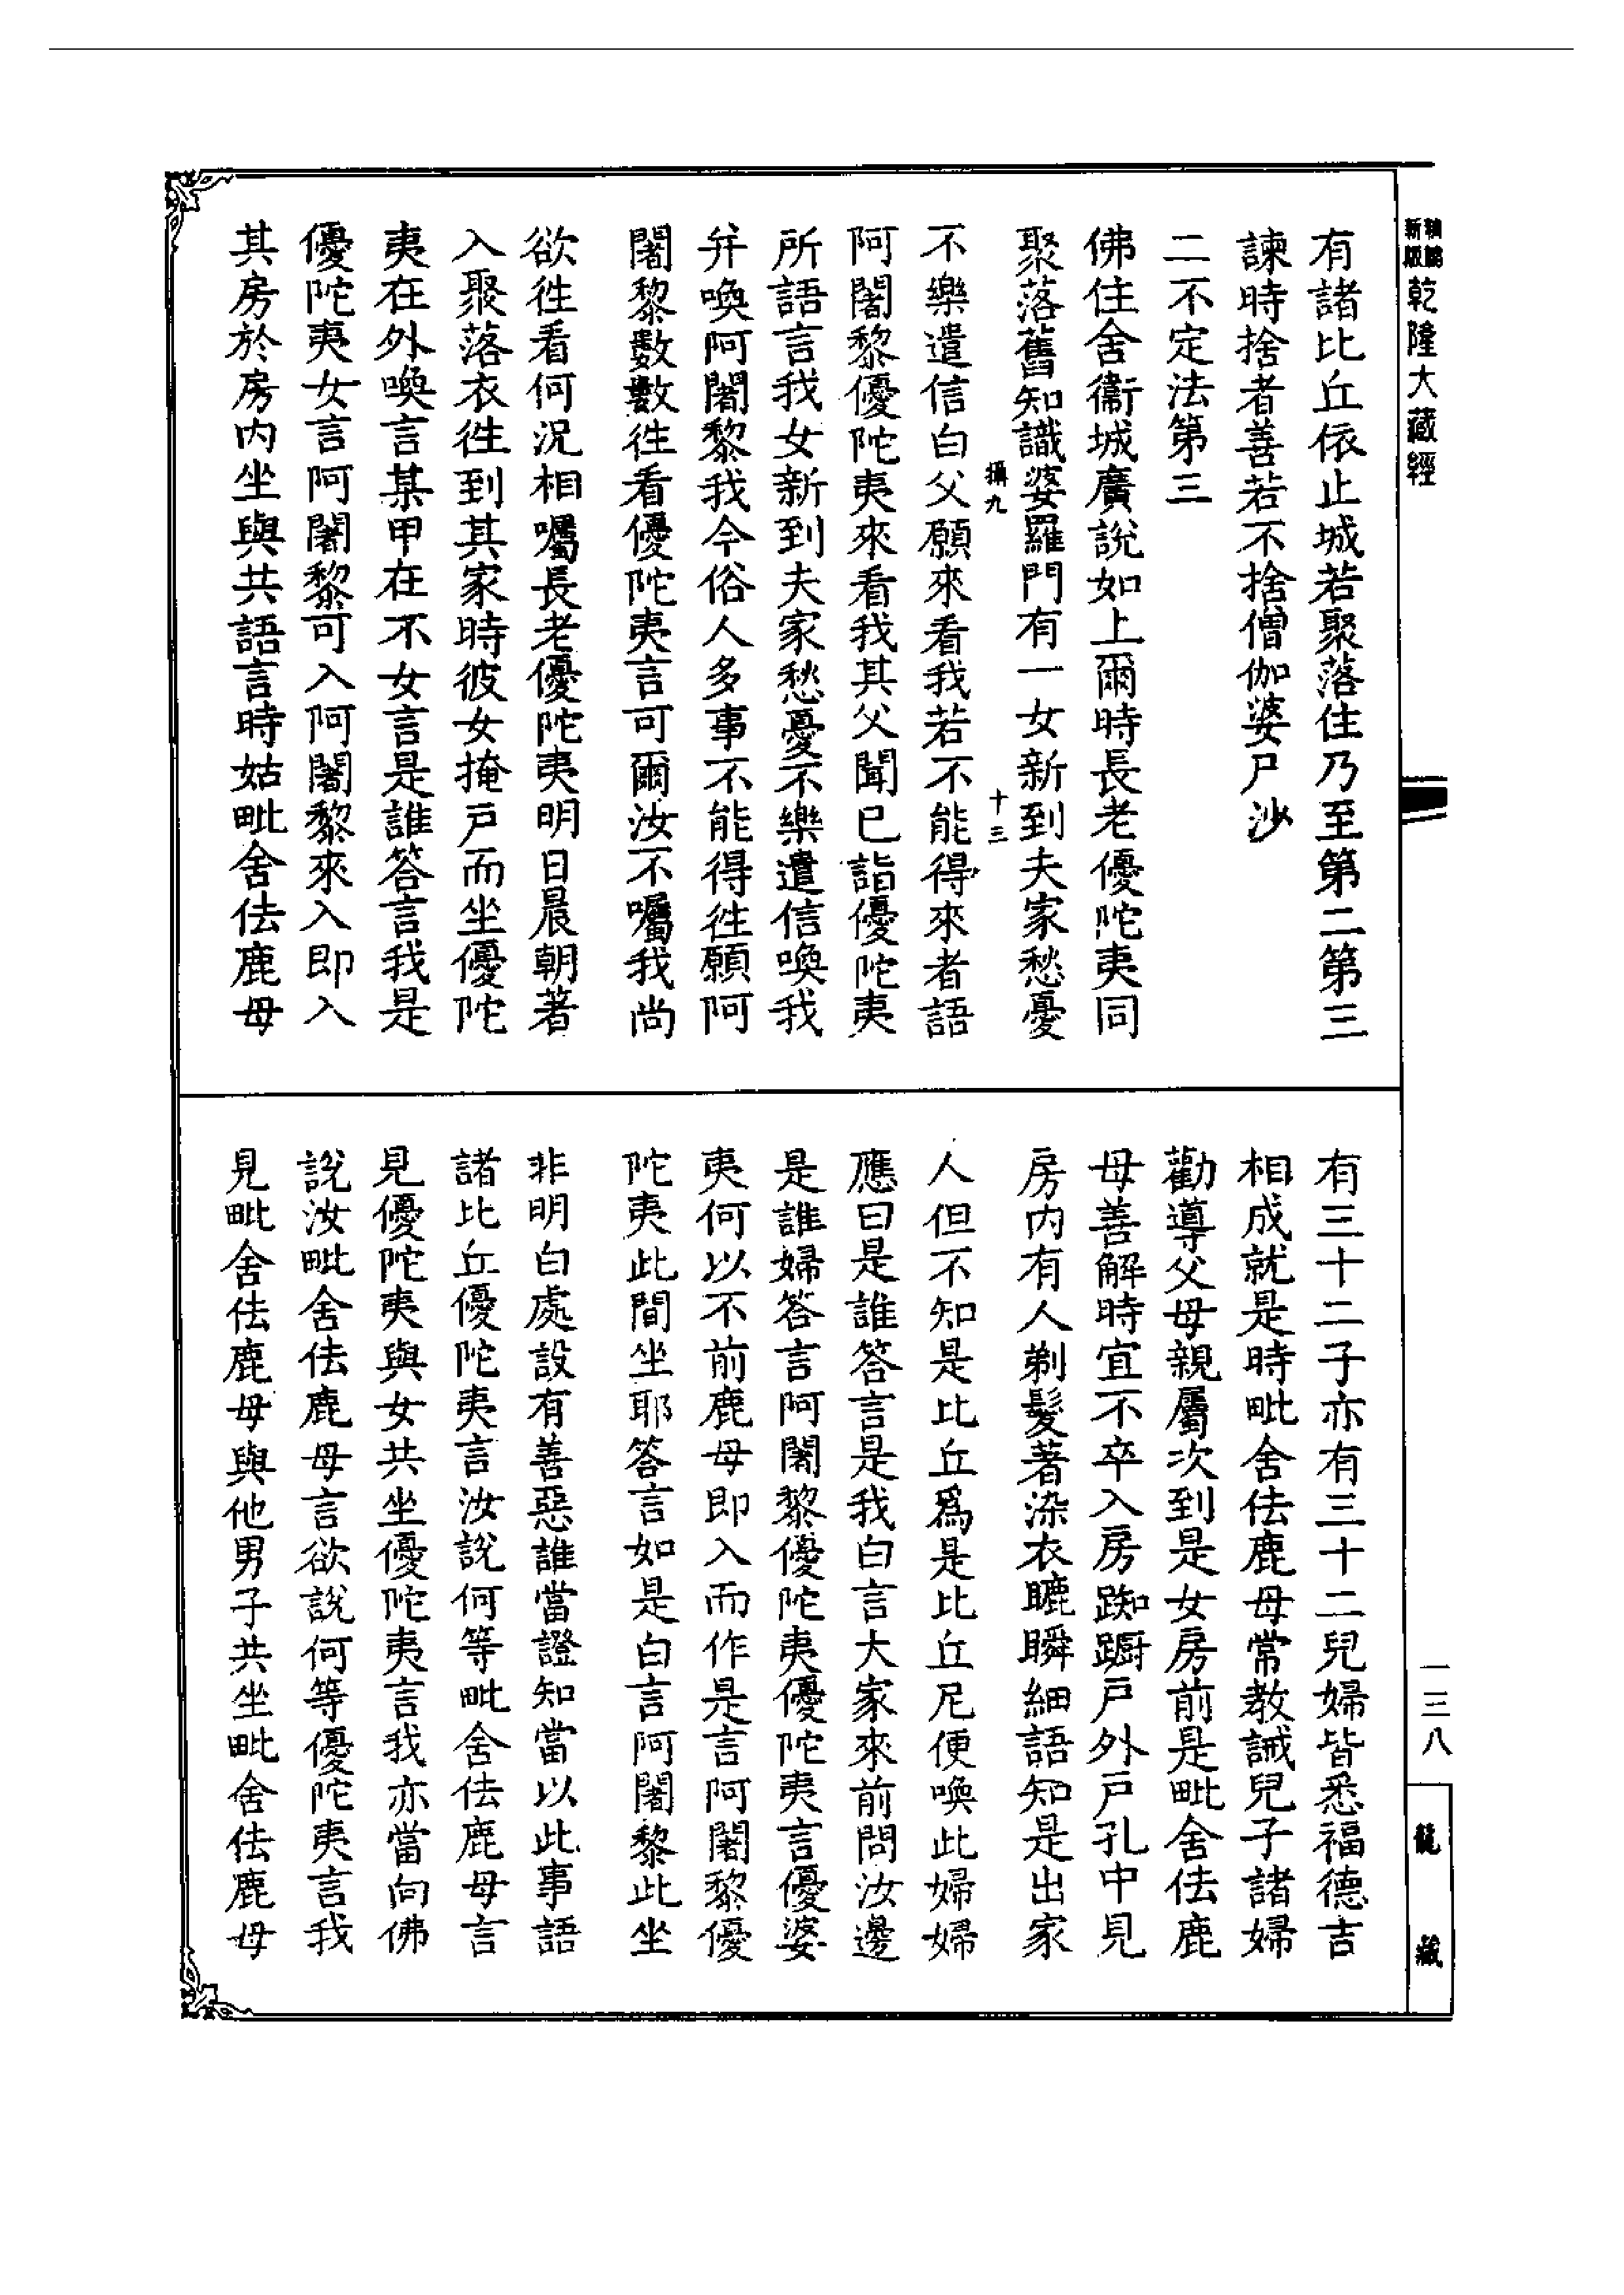 新版
乾隆大藏經
一三八
龍藏
有諸比丘依止城若聚落住乃至第二第三
諫時捨者善若不捨僧伽婆尸沙
二不定法第三
佛住舍衞城廣說如上爾時長老優陀夷同
聚落舊知識婆羅門有一女新到夫家愁憂
攝九 十三
不樂遣信白父願來看我若不能得來者語
阿闍黎優陀夷來看我其父聞已詣優陀夷
所語言我女新到夫家愁憂不樂遣信喚我
并喚阿闍黎我今俗人多事不能得徃願阿
闍黎數數徃看優陀夷言可爾汝不囑我尚
欲徃看何況相囑長老優陀夷明日晨朝著
入聚落衣徃到其家時彼女掩戸而坐優陀
夷在外喚言某甲在不女言是誰答言我是
優陀夷女言阿闍黎可入阿闍黎來入即入
其房於房内坐與共語言時姑毗舍佉鹿母
有三十二子亦有三十二兒婦皆悉福德吉
相成就是時毗舍佉鹿母常教誡兒子諸婦
勸導父母親屬次到是女房前是毗舍佉鹿
母善解時宜不卒入房踟蹰戸外戸孔中見
房内有人剃髮著染衣瞧瞬細語知是出家
人但不知是比丘爲是比丘尼便喚此婦婦
應曰是誰答言是我白言大家來前問汝邊
是誰婦答言阿闍黎優陀夷優陀夷言優婆
夷何以不前鹿母即入而作是言阿闍黎優
陀夷此間坐耶答言如是白言阿闍黎此坐
非明白處設有善惡誰當證知當以此事語
諸比丘優陀夷言汝說何等毗舍佉鹿母言
見優陀夷與女共坐優陀夷言我亦當向佛
說汝毗舍佉鹿母言欲說何等優陀夷言我
見毗舍佉鹿母與他男子共坐毗舍佉鹿母